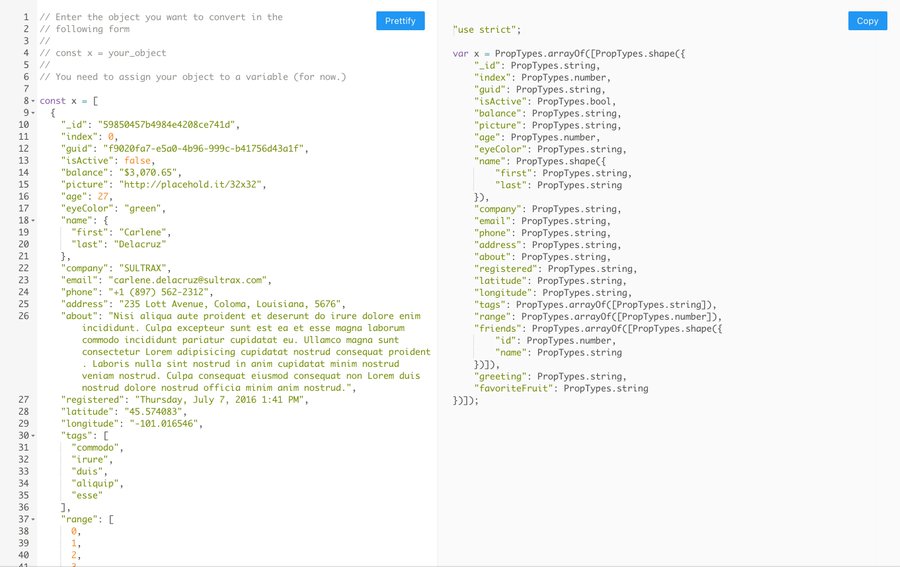 1 // Enter the object you want to convert in the
2 // following form
3 //
4 // const x = your_object
5 //
6 // You need to assign your object to a variable (for now.)
7
8 const x = [
9 {
10 "_id": "59850457b4984e4208ce741d",
11 "index": 0,
12 "guid": "f9020fa7-e5a0-4b96-999c-b41756d43a1f",
13 "isActive": false,
14 "balance": "$3,070.65",
15 "picture": "http://placehold.it/32x32",
16 "age": 27,
17 "eyeColor": "green",
18 "name": {
19 "first": "Carlene",
20 "last": "Delacruz"
21 },
22 "company": "SULTRAX",
23 "email": "carlene.delacruz@sultrax.com",
24 "phone": "+1 (897) 562-2312",
25 "address": "235 Lott Avenue, Coloma, Louisiana, 5676",
26 "about": "Nisi aliqua aute proident et deserunt do irure dolore enim
incididunt. Culpa excepteur sunt est ea et esse magna laborum
commodo incididunt pariatur cupidatat eu. Ullamco magna sunt
consectetur Lorem adipisicing cupidatat nostrud consequat proident
. Laboris nulla sint nostrud in anim cupidatat minim nostrud
veniam nostrud. Culpa consequat eiusmod consequat non Lorem duis
nostrud dolore nostrud officia minim anim nostrud.",
27 "registered": "Thursday, July 7, 2016 1:41 PM",
28 "latitude": "45.574083",
29 "longitude": "-101.016546",
30 "tags": [
31 "commodo",
32 "irure",
33 "duis",
34 "aliquip",
35 "esse"
36 ],
37 "range": [
38 0,
39 1,
40 2,
Prettify
Copy
"use strict";
var x = PropTypes.arrayOf([PropTypes.shape({
"_id": PropTypes.string,
"index": PropTypes.number,
"guid": PropTypes.string,
"isActive": PropTypes.bool,
"balance": PropTypes.string,
"picture": PropTypes.string,
"age": PropTypes.number,
"eyeColor": PropTypes.string,
"name": PropTypes.shape({
"first": PropTypes.string,
"last": PropTypes.string
}),
"company": PropTypes.string,
"email": PropTypes.string,
"phone": PropTypes.string,
"address": PropTypes.string,
"about": PropTypes.string,
"registered": PropTypes.string,
"latitude": PropTypes.string,
"longitude": PropTypes.string,
"tags": PropTypes.arrayOf([PropTypes.string]),
"range": PropTypes.arrayOf([PropTypes.number]),
"friends": PropTypes.arrayOf([PropTypes.shape({
"id": PropTypes.number,
"name": PropTypes.string
})]),
"greeting": PropTypes.string,
"favoriteFruit": PropTypes.string
})]);